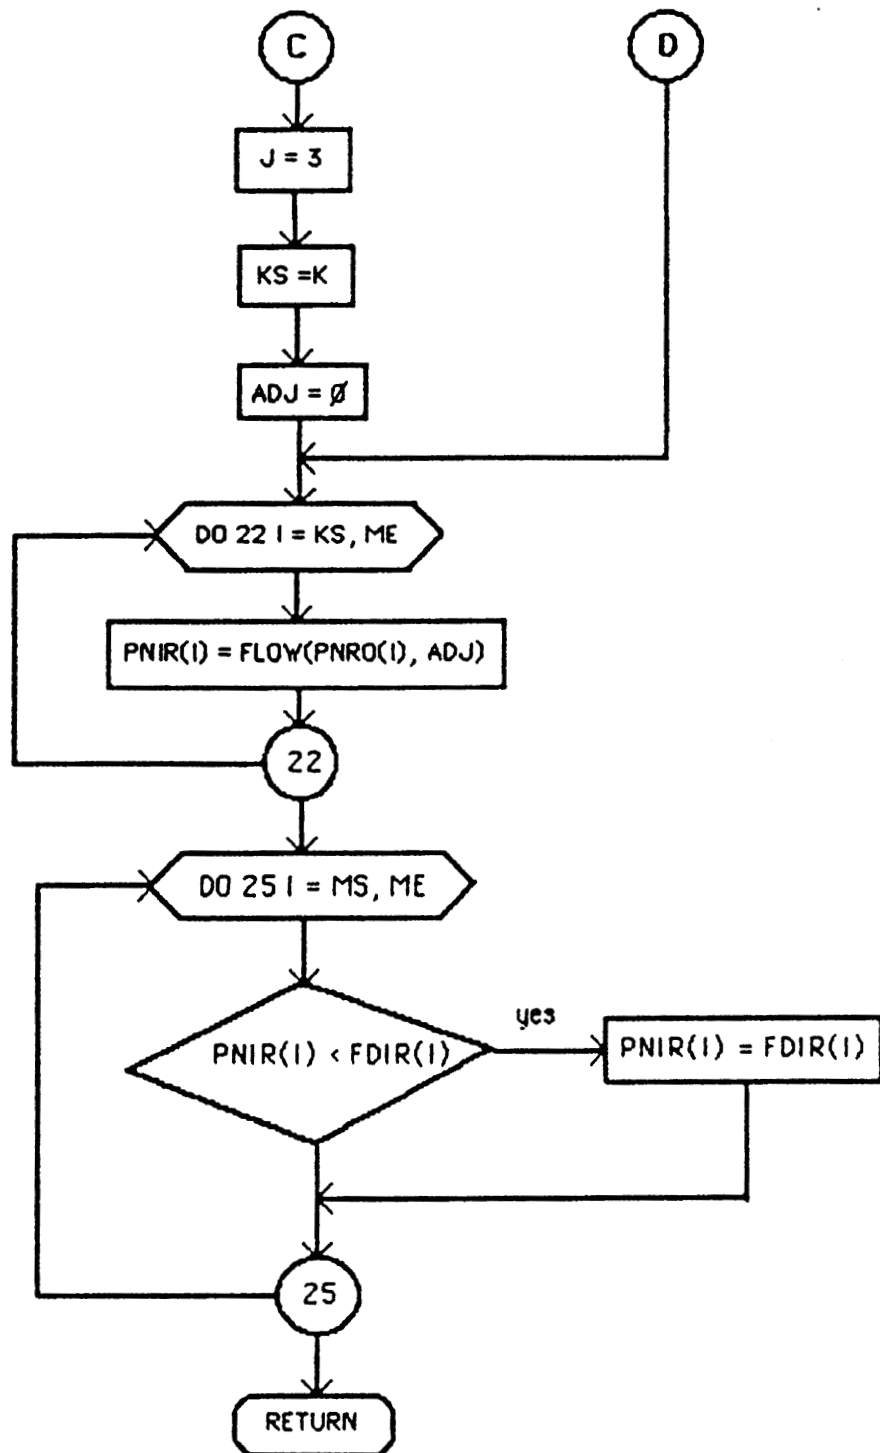 C
D
J = 3
KS =K
ADJ = Ø
DO 22 I = KS, ME
PNIR(I) = FLOW(PNRO(I), ADJ)
22
DO 25 I = MS, ME
PNIR(I) < FDIR(I)
yes
PNIR(I) = FDIR(I)
25
RETURN